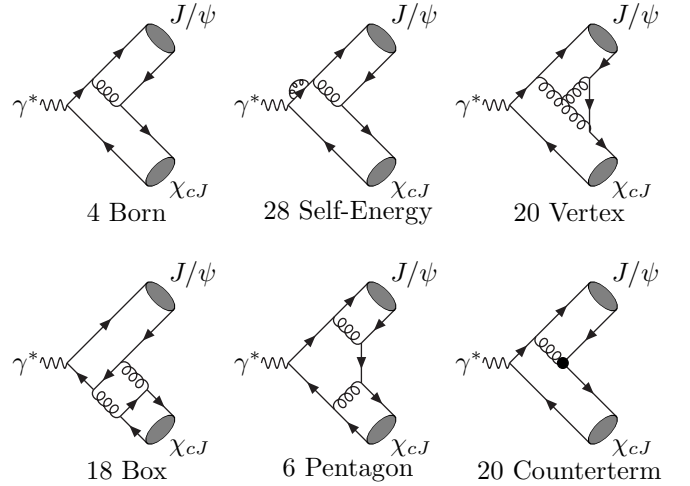 J/ψ J/ψ J/ψ
γ* γ* γ*
χcJ χcJ χcJ
4 Born 28 Self-Energy 20 Vertex
J/ψ J/ψ J/ψ
γ* γ* γ*
χcJ χcJ χcJ
18 Box 6 Pentagon 20 Counterterm